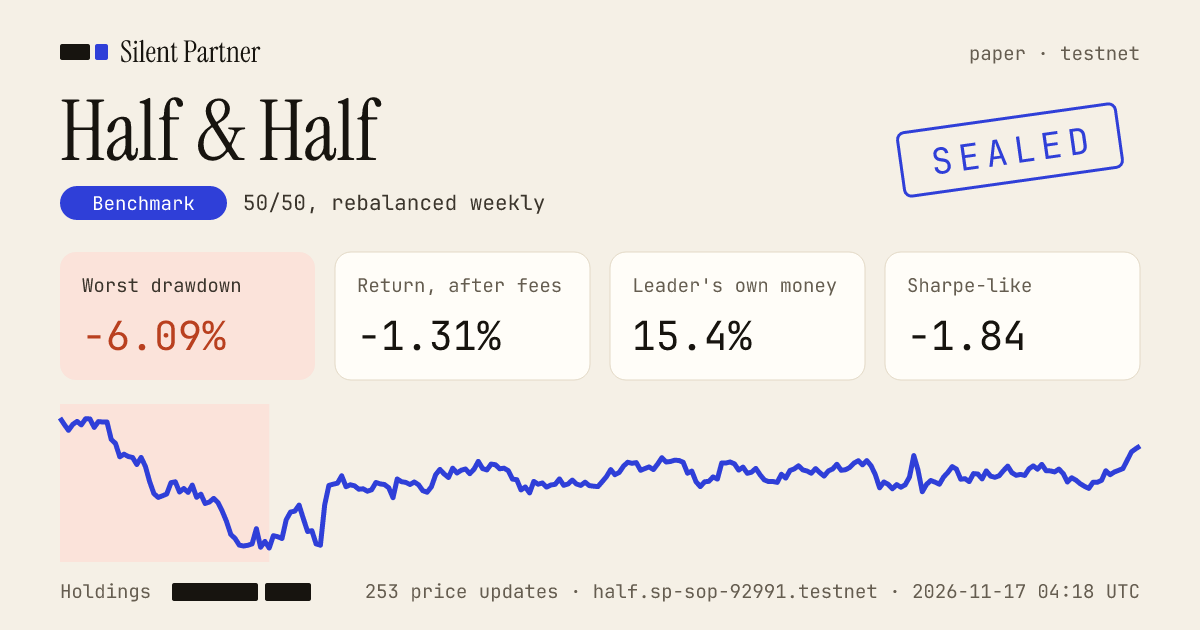 Silent Partner
paper · testnet
Half & Half
SEALED
Benchmark
50/50, rebalanced weekly
Worst drawdown
-6.09%
Return, after fees
-1.31%
Leader's own money
15.4%
Sharpe-like
-1.84
Holdings
253 price updates · half.sp-sop-92991.testnet · 2026-11-17 04:18 UTC